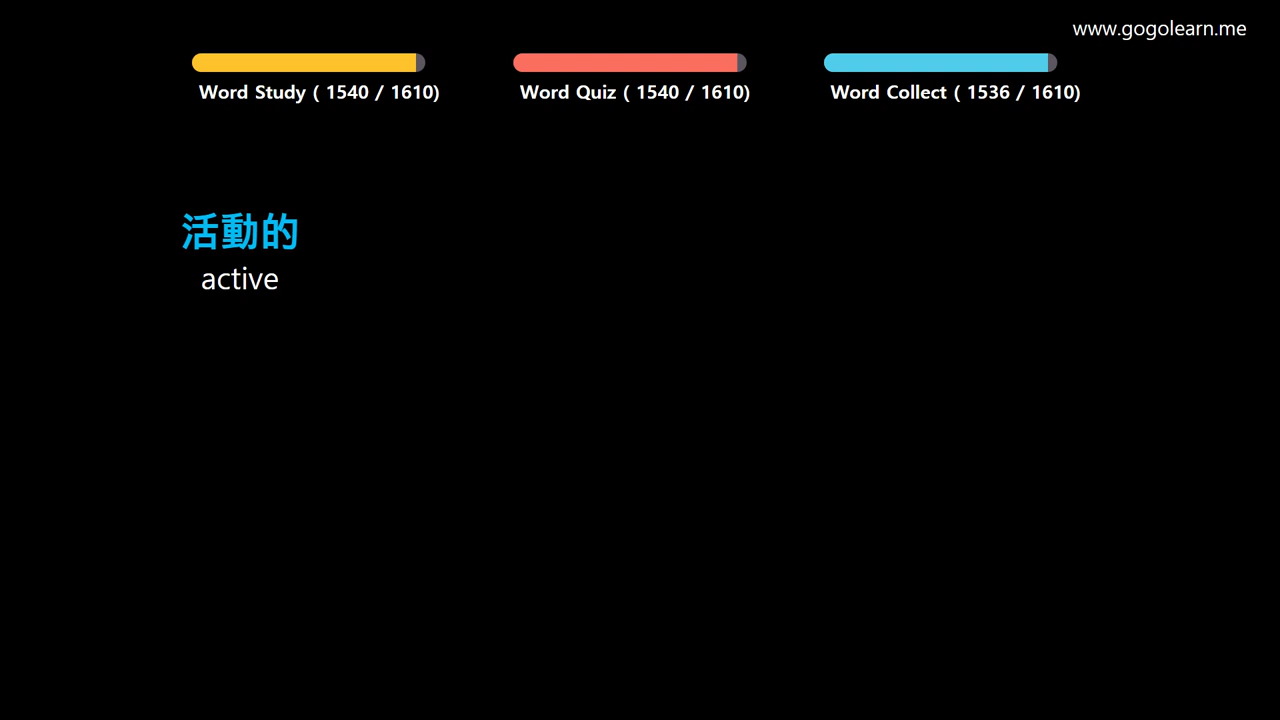 www.gogolearn.me
Word Study ( 1540 / 1610)
Word Quiz ( 1540 / 1610)
Word Collect ( 1536 / 1610)
活動的
active